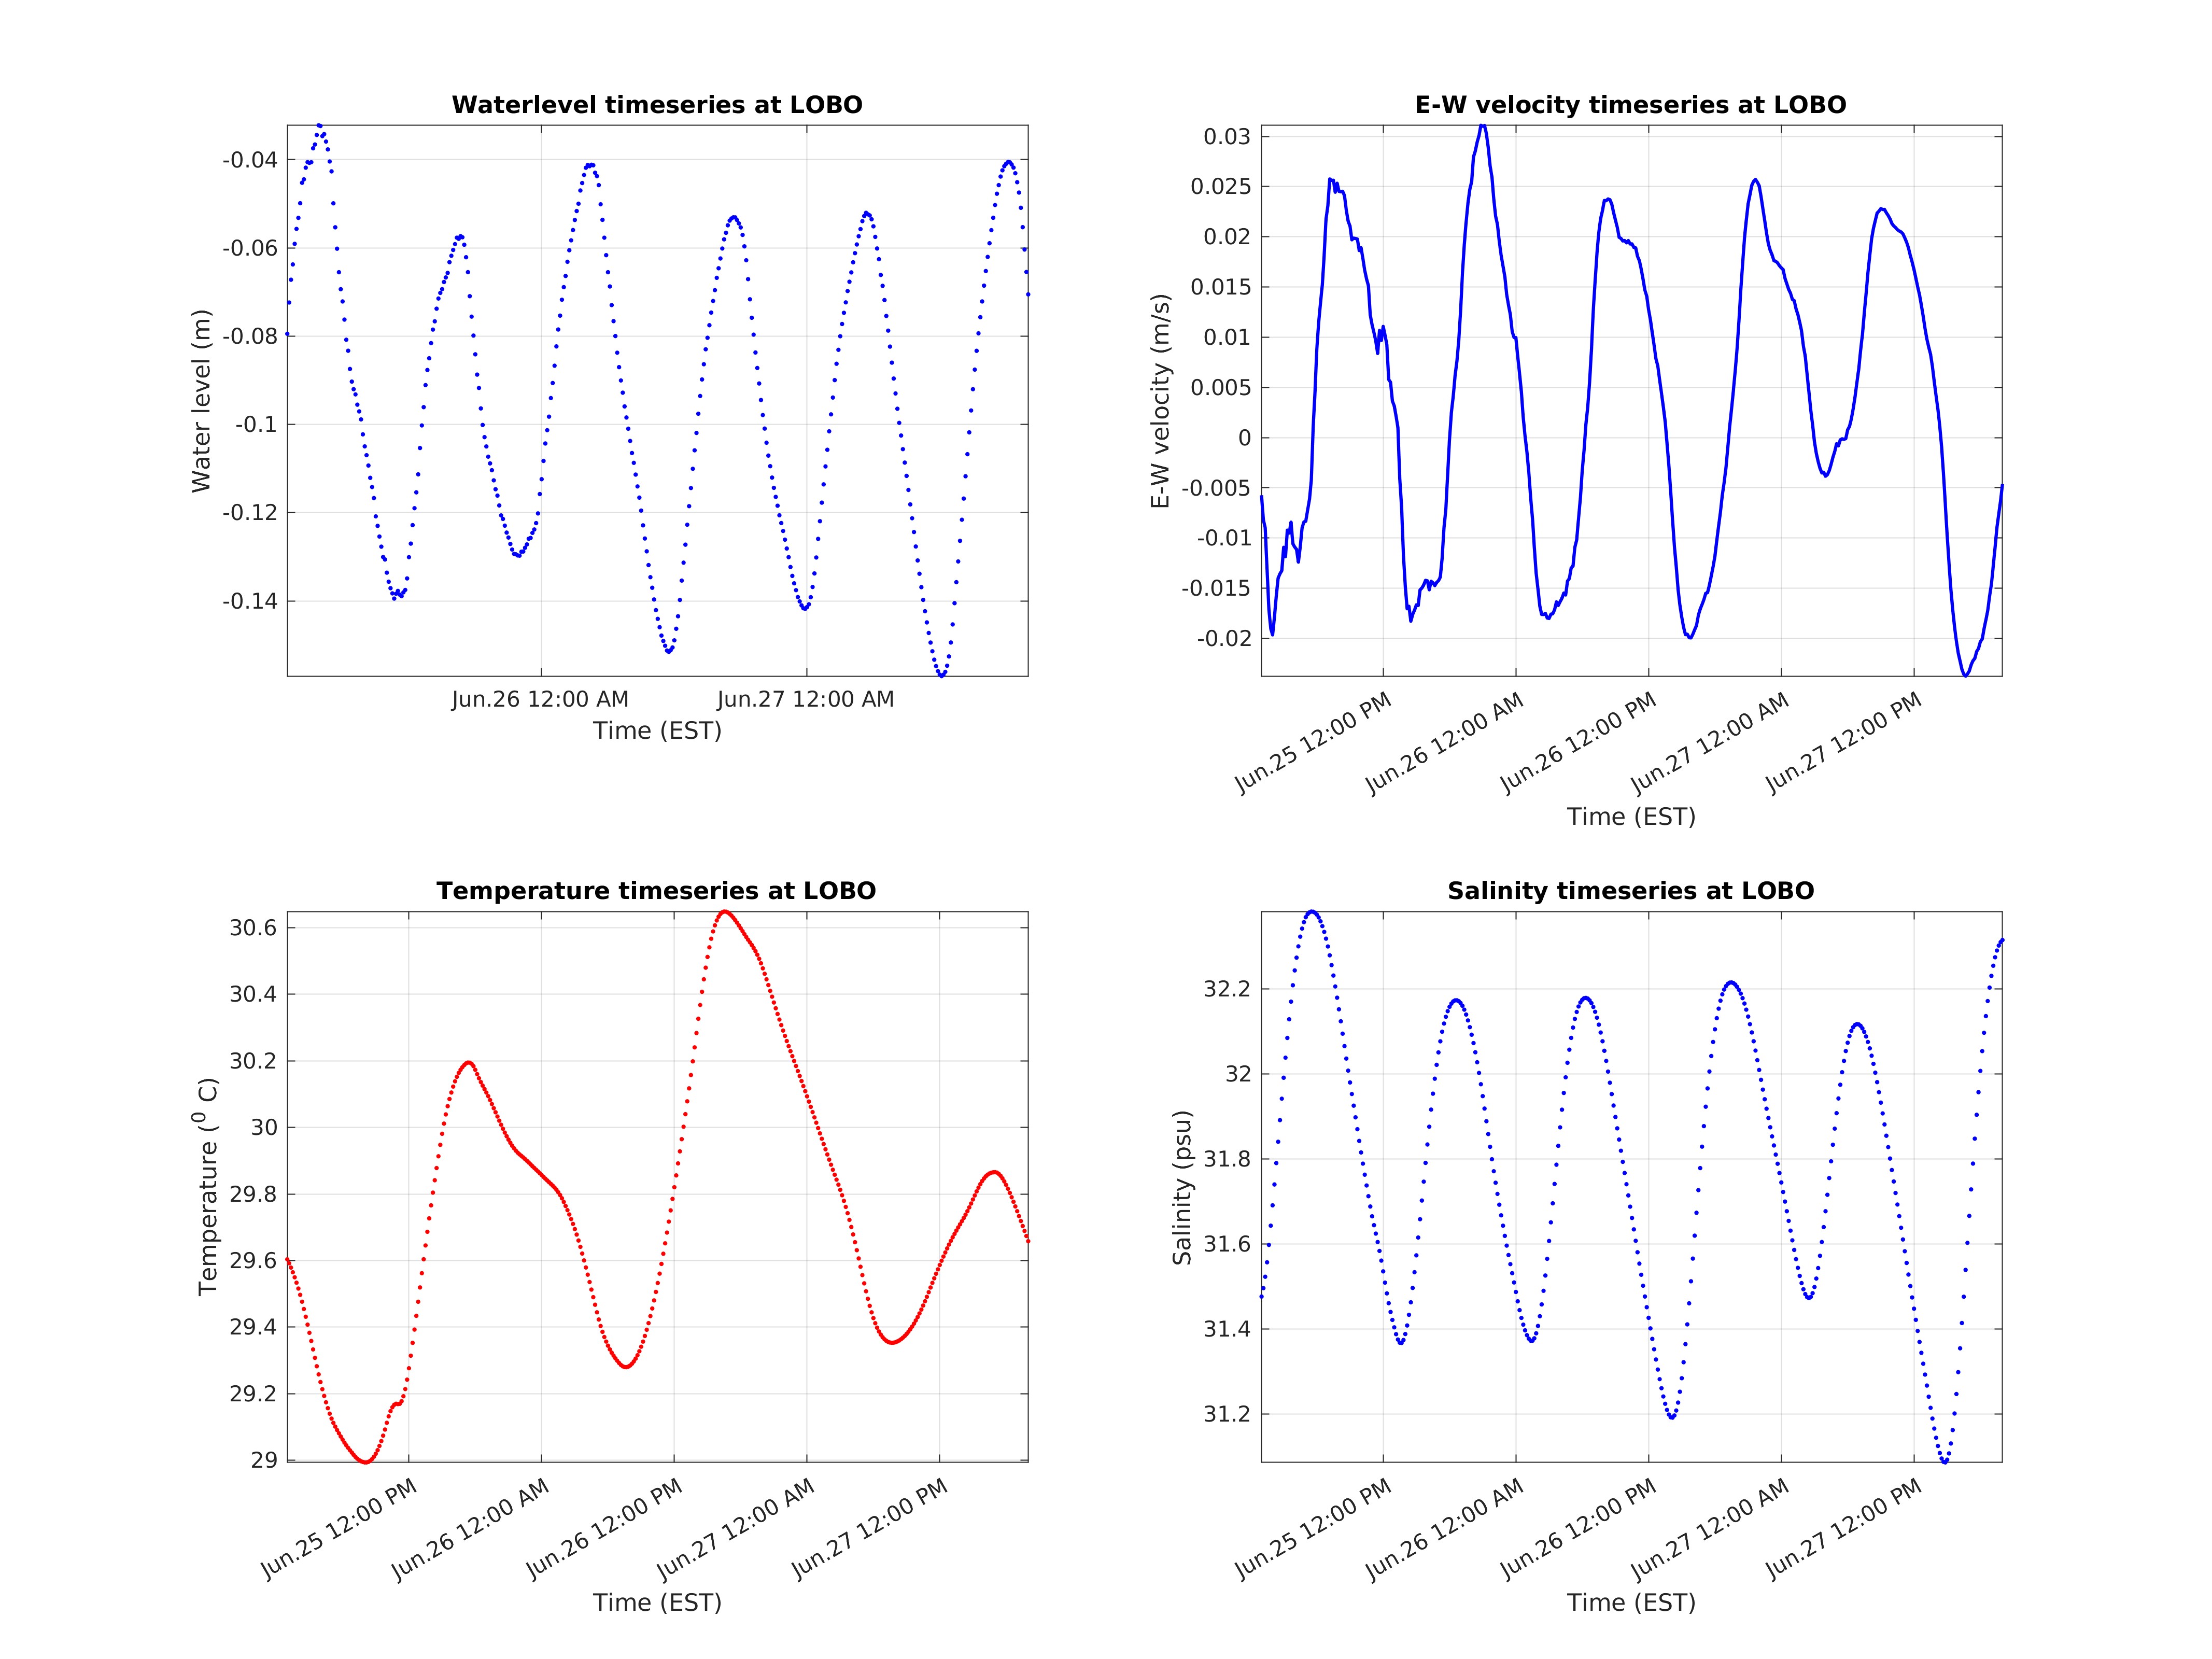 Waterlevel timeseries at LOBO
-0.04
-0.06
-0.08
-0.1
-0.12
-0.14
Water level (m)
Jun.26 12:00 AM
Jun.27 12:00 AM
Time (EST)
E-W velocity timeseries at LOBO
0.03
0.025
0.02
0.015
0.01
0.005
0
-0.005
-0.01
-0.015
-0.02
E-W velocity (m/s)
Jun.25 12:00 PM
Jun.26 12:00 AM
Jun.26 12:00 PM
Jun.27 12:00 AM
Jun.27 12:00 PM
Time (EST)
Temperature timeseries at LOBO
30.6
30.4
30.2
30
29.8
29.6
29.4
29.2
29
Temperature (⁰ C)
Jun.25 12:00 PM
Jun.26 12:00 AM
Jun.26 12:00 PM
Jun.27 12:00 AM
Jun.27 12:00 PM
Time (EST)
Salinity timeseries at LOBO
32.2
32
31.8
31.6
31.4
31.2
Salinity (psu)
Jun.25 12:00 PM
Jun.26 12:00 AM
Jun.26 12:00 PM
Jun.27 12:00 AM
Jun.27 12:00 PM
Time (EST)